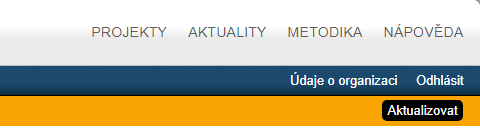 PROJEKTY AKTUALITY METODIKA NÁPOVĚDA
Údaje o organizaci Odhlásit
Aktualizovat